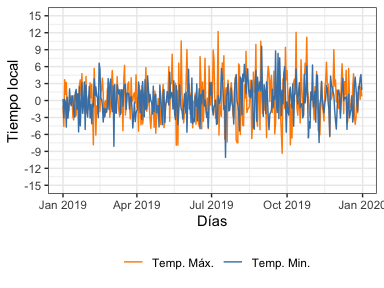 15
12
9
6
3
0
-3
-6
-9
-12
-15
Tiempo local
Jan 2019 Apr 2019 Jul 2019 Oct 2019 Jan 2020
Días
Temp. Máx. Temp. Min.